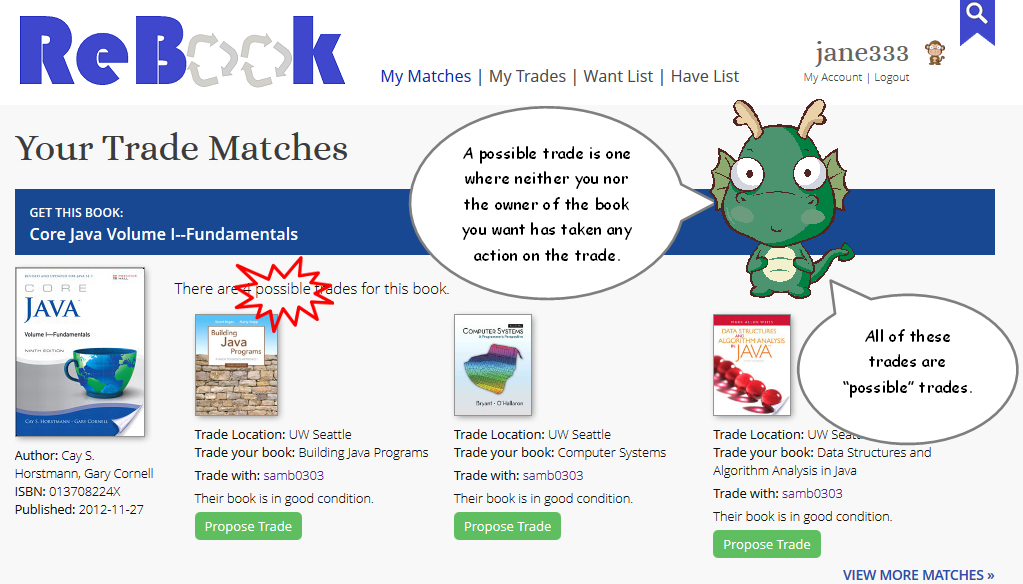 ReBook
jane333
My Matches | My Trades | Want List | Have List
My Account | Logout
Your Trade Matches
A possible trade is one
where neither you nor
the owner of the book
you want has taken any
action on the trade.
GET THIS BOOK:
Core Java Volume I--Fundamentals
There are 4 possible trades for this book.
CORE
JAVA
Volume I—Fundamentals
NINTH EDITION
CAY S. HORSTMANN • GARY CORNELL
Building
Java
Programs
COMPUTER SYSTEMS
Bryant • O'Hallaron
DATA STRUCTURES
AND
ALGORITHM ANALYSIS
IN
JAVA
All of these
trades are
“possible” trades.
Author: Cay S.
Horstmann, Gary Cornell
ISBN: 013708224X
Published: 2012-11-27
Trade Location: UW Seattle
Trade your book: Building Java Programs
Trade with: samb0303
Their book is in good condition.
Propose Trade
Trade Location: UW Seattle
Trade your book: Computer Systems
Trade with: samb0303
Their book is in good condition.
Propose Trade
Trade Location: UW
Trade your book: Data Structures and
Algorithm Analysis in Java
Trade with: samb0303
Their book is in good condition.
Propose Trade
VIEW MORE MATCHES »